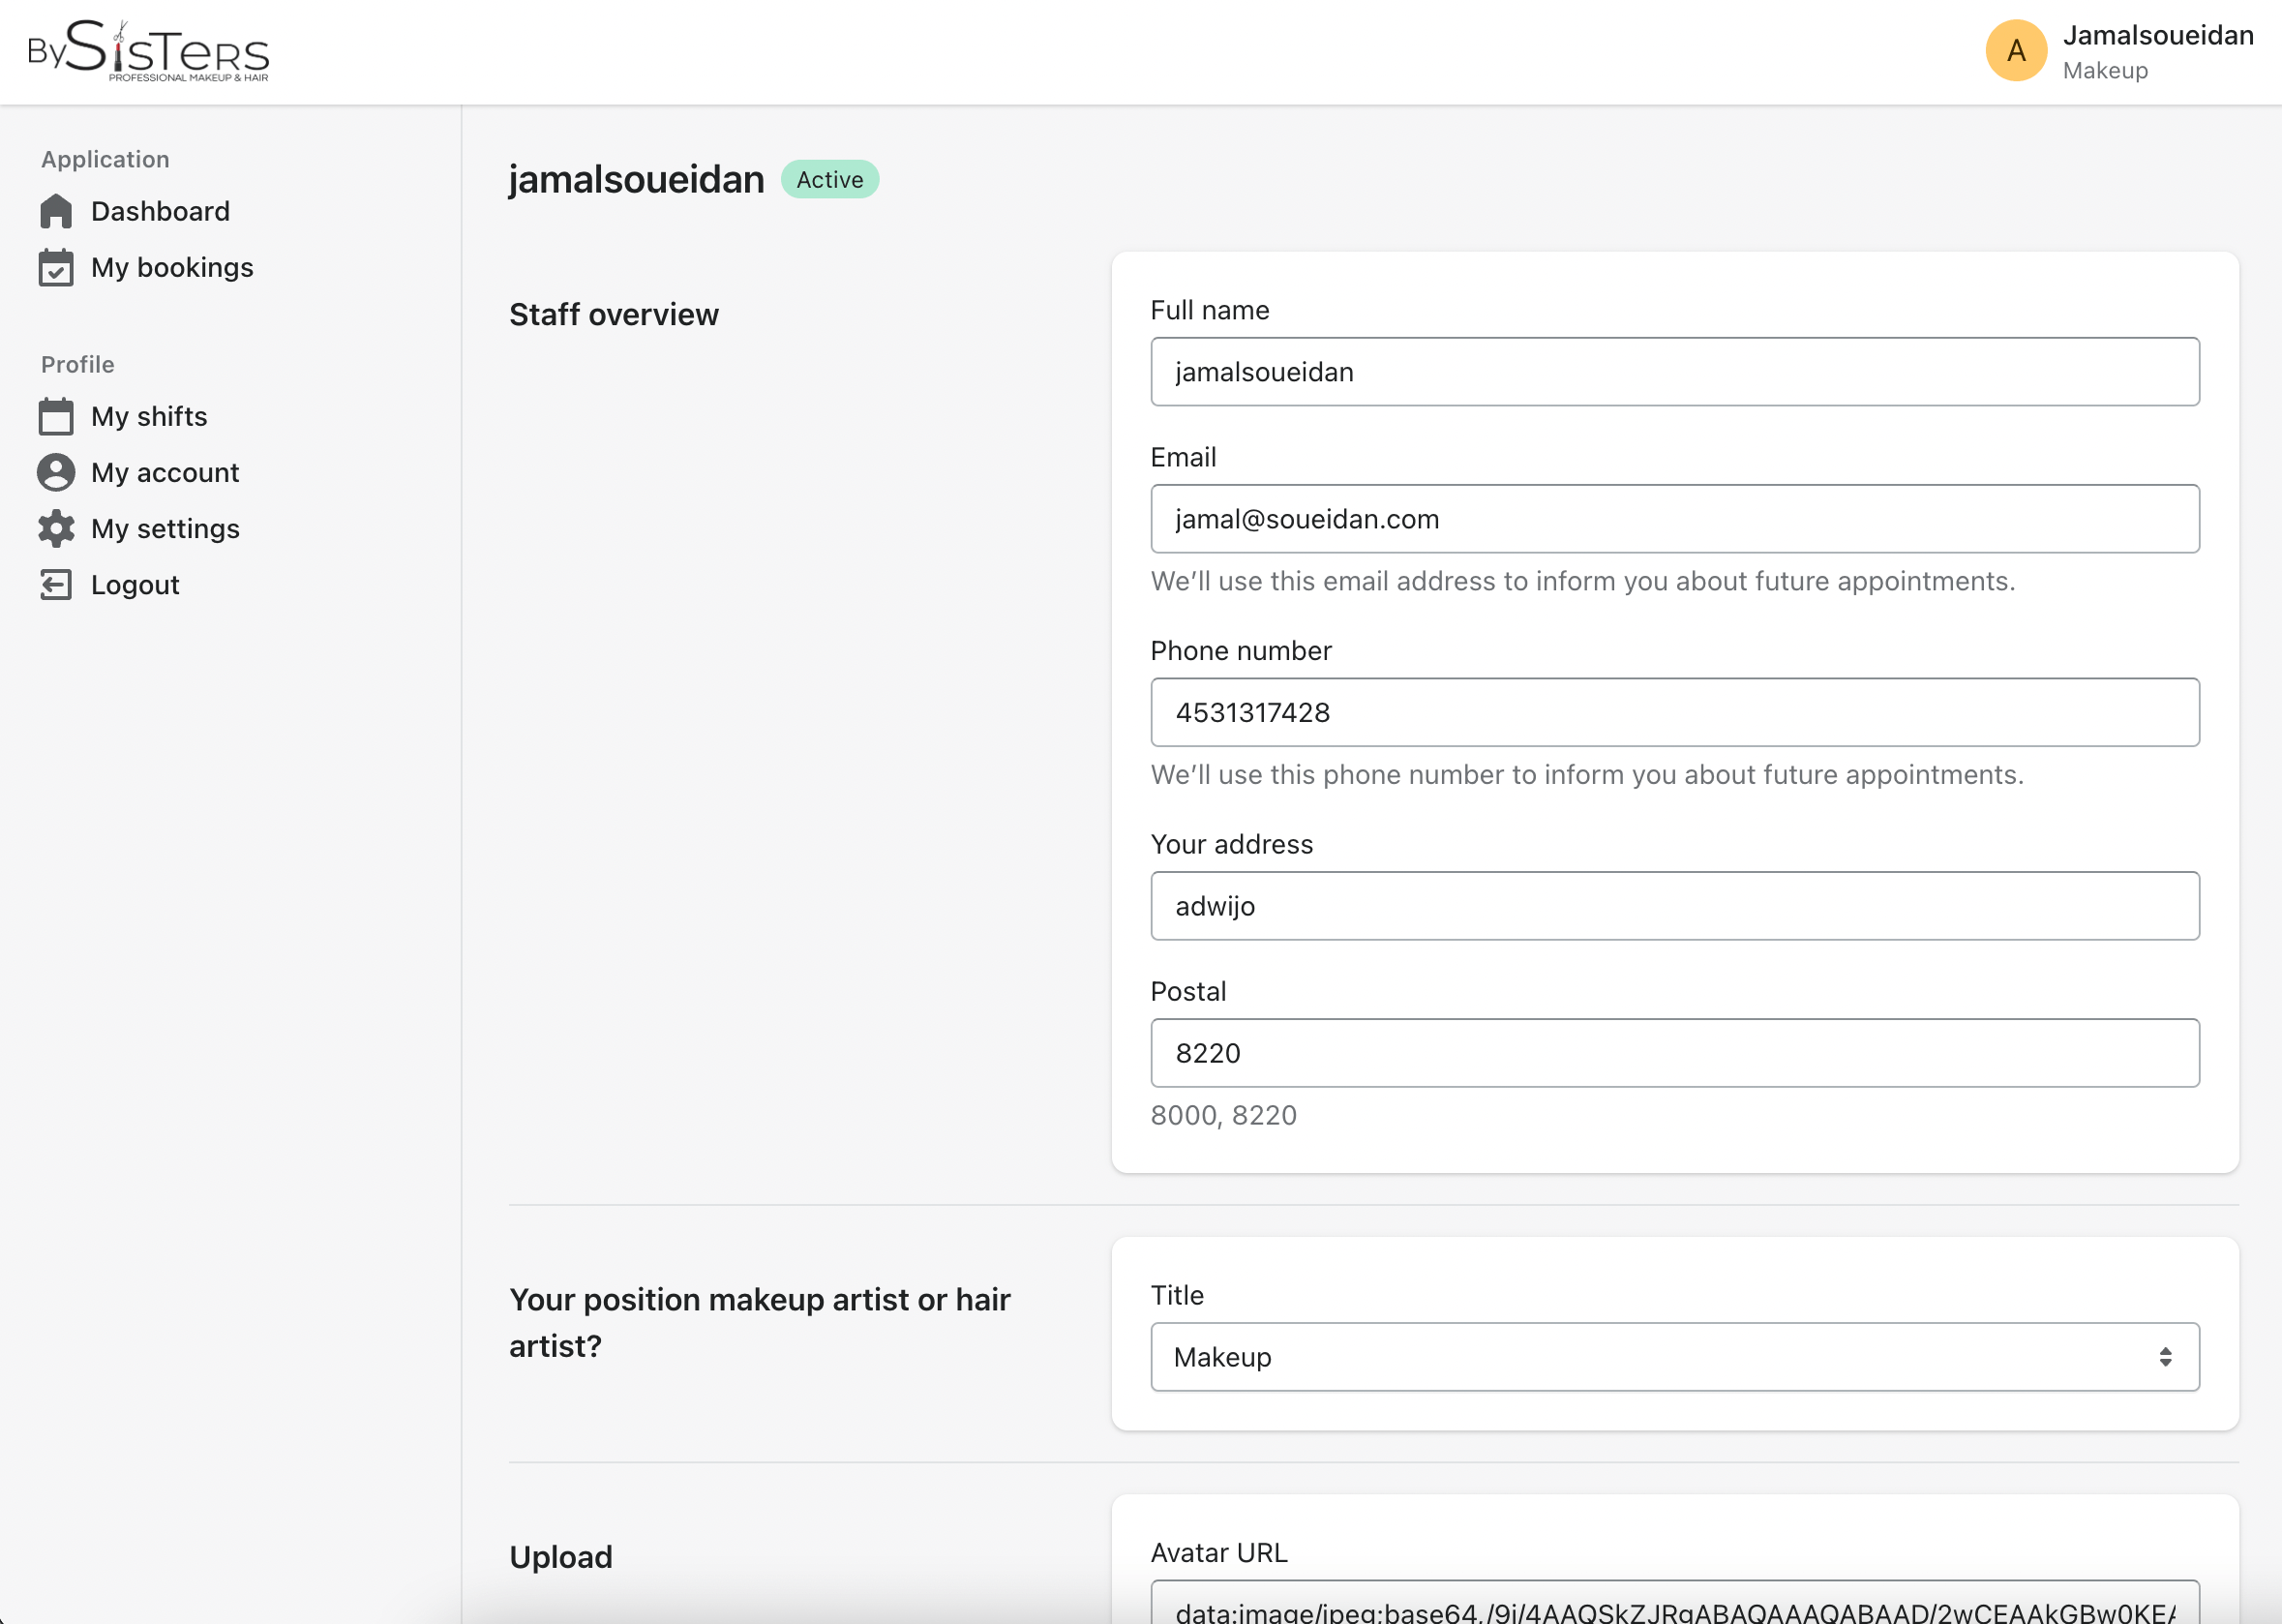 BySisters
PROFESSIONAL MAKEUP & HAIR
A
Jamalsoueidan
Makeup
Application
Dashboard
My bookings
Profile
My shifts
My account
My settings
Logout
jamalsoueidan
Active
Staff overview
Full name
jamalsoueidan
Email
jamal@soueidan.com
We’ll use this email address to inform you about future appointments.
Phone number
4531317428
We’ll use this phone number to inform you about future appointments.
Your address
adwijo
Postal
8220
8000, 8220
Your position makeup artist or hair
artist?
Title
Makeup
Upload
Avatar URL
data:image/jpeg;base64,/9j/4AAQSkZJRgABAQAAAQABAAD/2wCEAAkGBw0KE